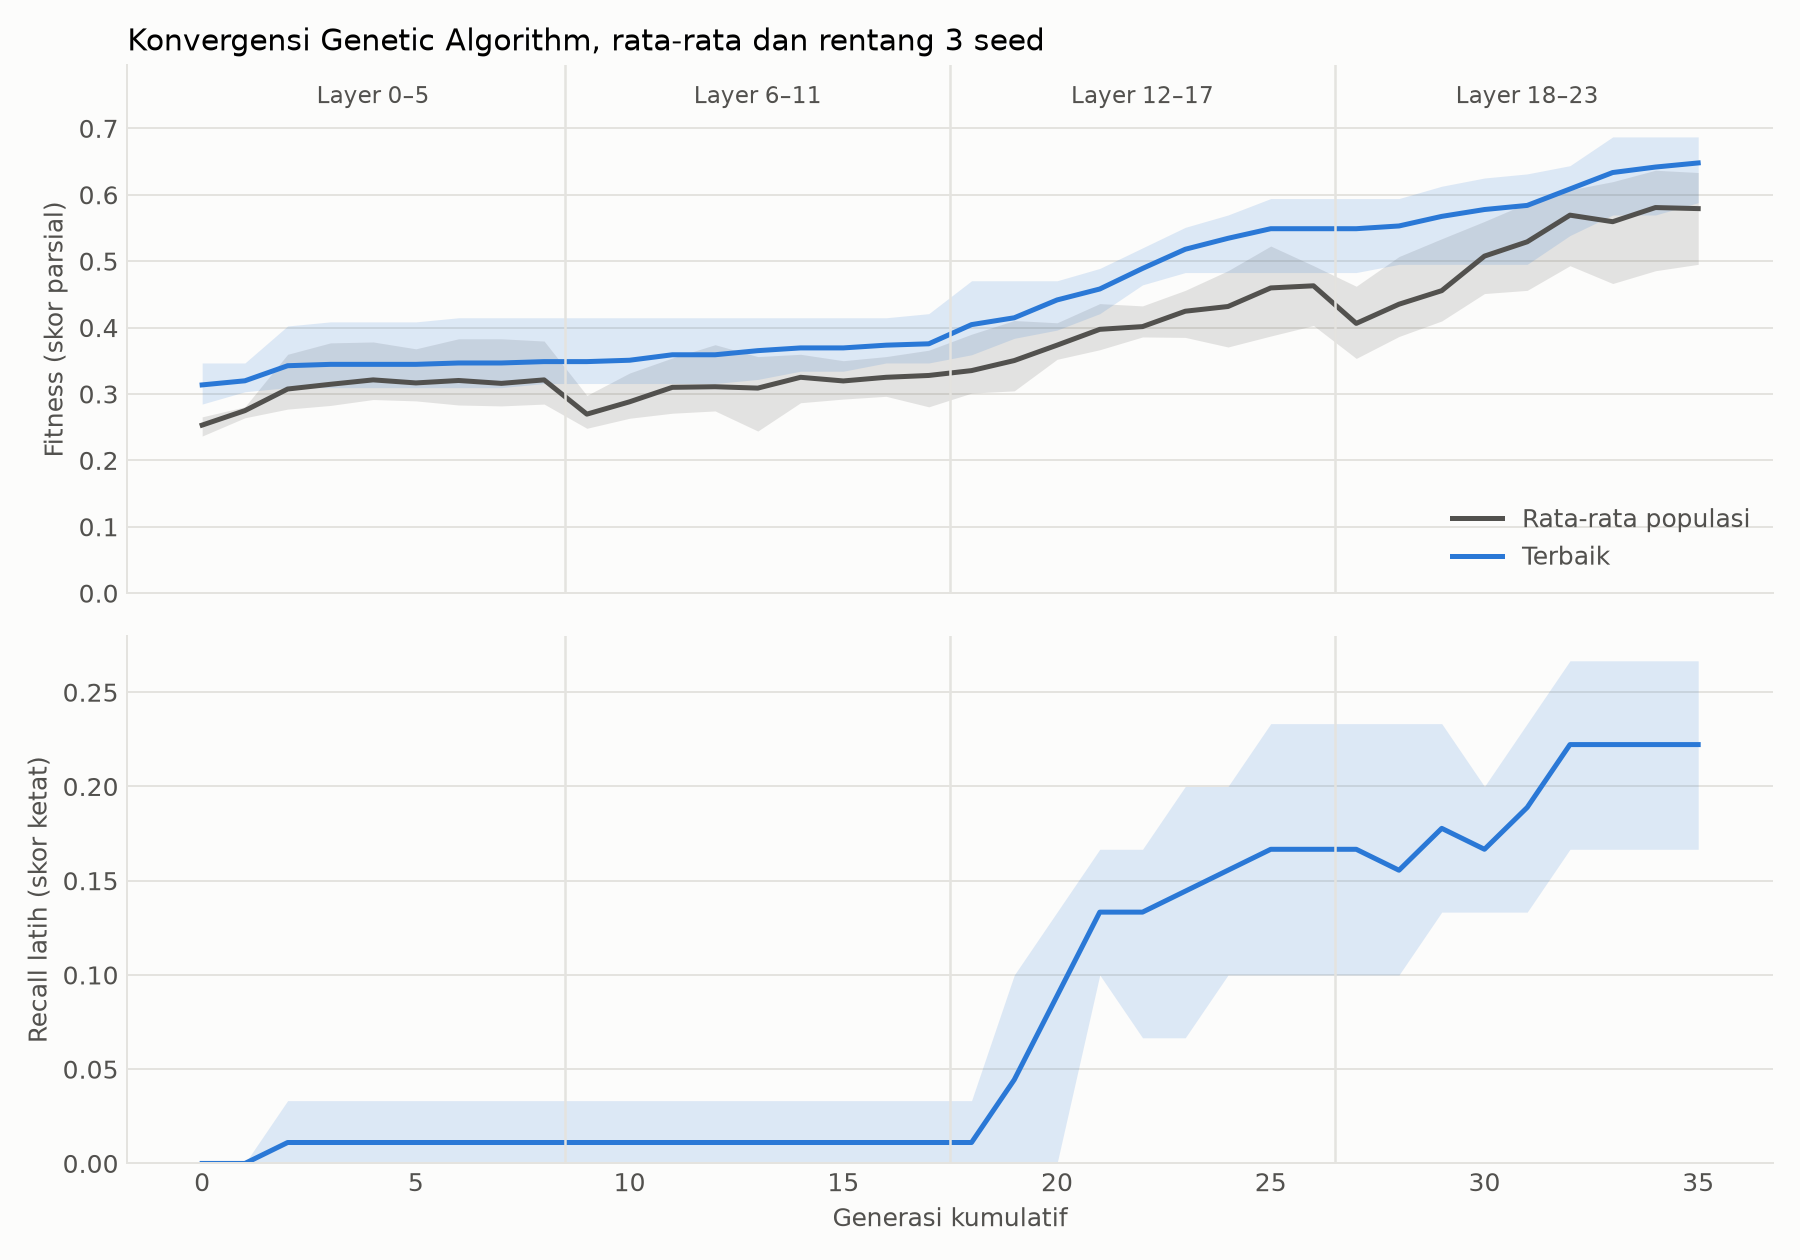 Konvergensi Genetic Algorithm, rata-rata dan rentang 3 seed
Layer 0–5
Layer 6–11
Layer 12–17
Layer 18–23
Fitness (skor parsial)
0.7
0.6
0.5
0.4
0.3
0.2
0.1
0.0
Rata-rata populasi
Terbaik
Recall latih (skor ketat)
0.25
0.20
0.15
0.10
0.05
0.00
0 5 10 15 20 25 30 35
Generasi kumulatif